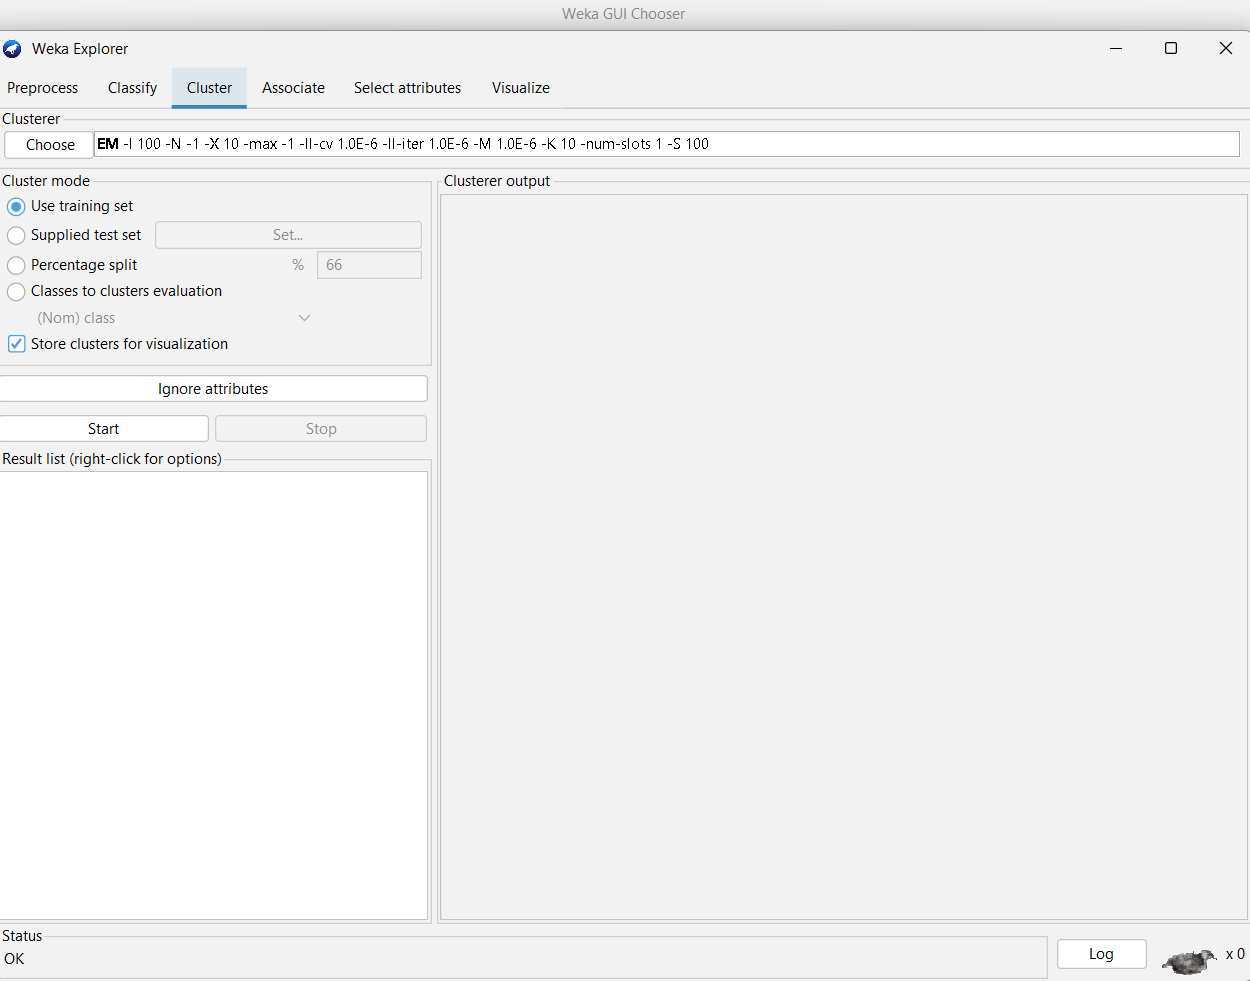 Weka GUI Chooser
Weka Explorer
Preprocess Classify Cluster Associate Select attributes Visualize
Clusterer
Choose EM -I 100 -N -1 -X 10 -max -1 -ll-cv 1.0E-6 -ll-iter 1.0E-6 -M 1.0E-6 -K 10 -num-slots 1 -S 100
Cluster mode
Use training set
Supplied test set Set...
Percentage split % 66
Classes to clusters evaluation
(Nom) class
Store clusters for visualization
Ignore attributes
Start Stop
Result list (right-click for options)
Clusterer output
Status
OK
Log x 0